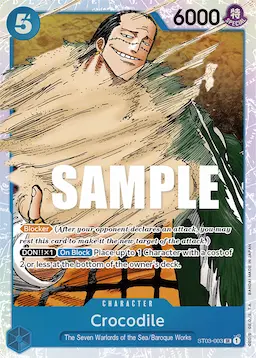 5
6000
特
SPECIAL
SAMPLE
Blocker (After your opponent declares an attack, you may
rest this card to make it the new target of the attack.)
DON!!×1 On Block Place up to 1 Character with a cost of
2 or less at the bottom of the owner's deck.
CHARACTER
Crocodile
The Seven Warlords of the Sea/Baroque Works
ST03-003